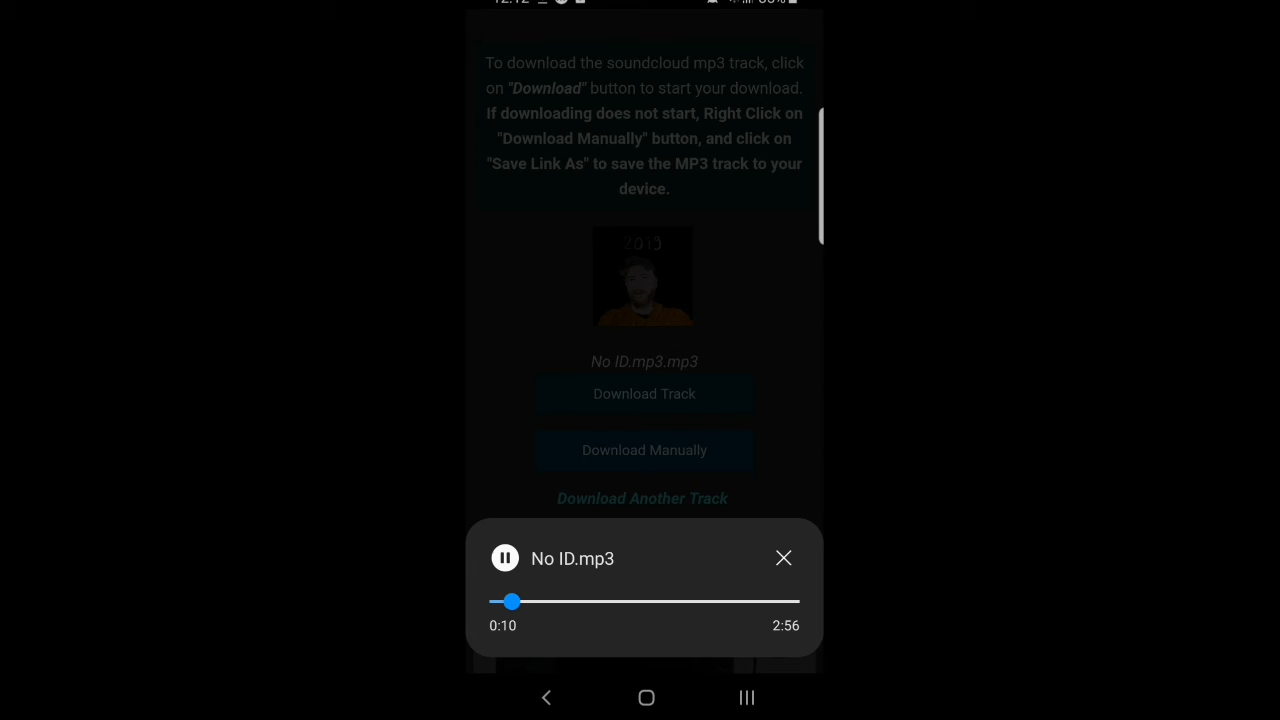 To download the soundcloud mp3 track, click
on "Download" button to start your download.
If downloading does not start, Right Click on
"Download Manually" button, and click on
"Save Link As" to save the MP3 track to your
device.
2013
No ID.mp3.mp3
Download Track
Download Manually
Download Another Track
No ID.mp3
0:10
2:56